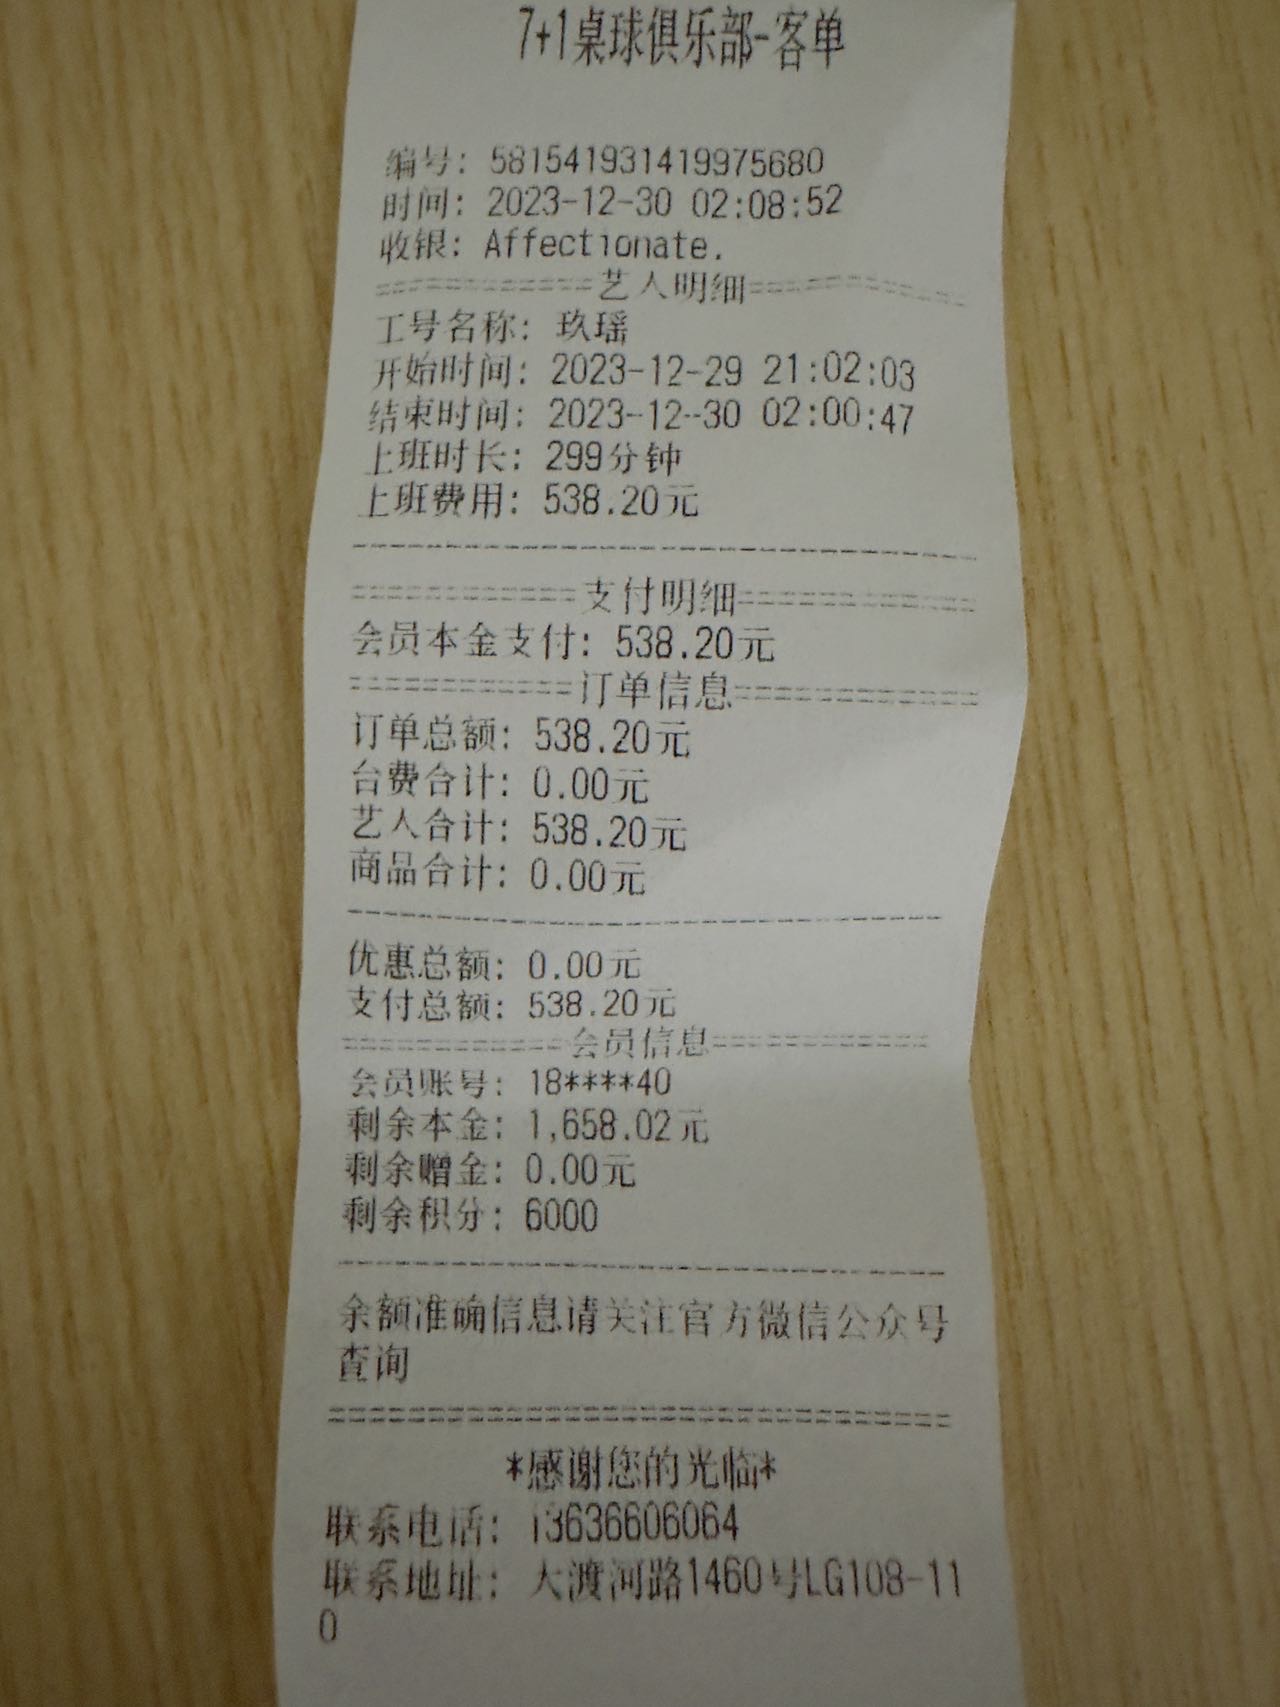 7+1桌球俱乐部-客单
编号: 581541931419975680
时间: 2023-12-30 02:08:52
收银: Affectionate.
============艺人明细============
工号名称: 玖瑶
开始时间: 2023-12-29 21:02:03
结束时间: 2023-12-30 02:00:47
上班时长: 299分钟
上班费用: 538.20元
--------------------------------
============支付明细============
会员本金支付: 538.20元
============订单信息============
订单总额: 538.20元
台费合计: 0.00元
艺人合计: 538.20元
商品合计: 0.00元
--------------------------------
优惠总额: 0.00元
支付总额: 538.20元
============会员信息============
会员账号: 18****40
剩余本金: 1,658.02元
剩余赠金: 0.00元
剩余积分: 6000
--------------------------------
余额准确信息请关注官方微信公众号
查询
================================
*感谢您的光临*
联系电话: 13636606064
联系地址: 大渡河路1460号LG108-11
0